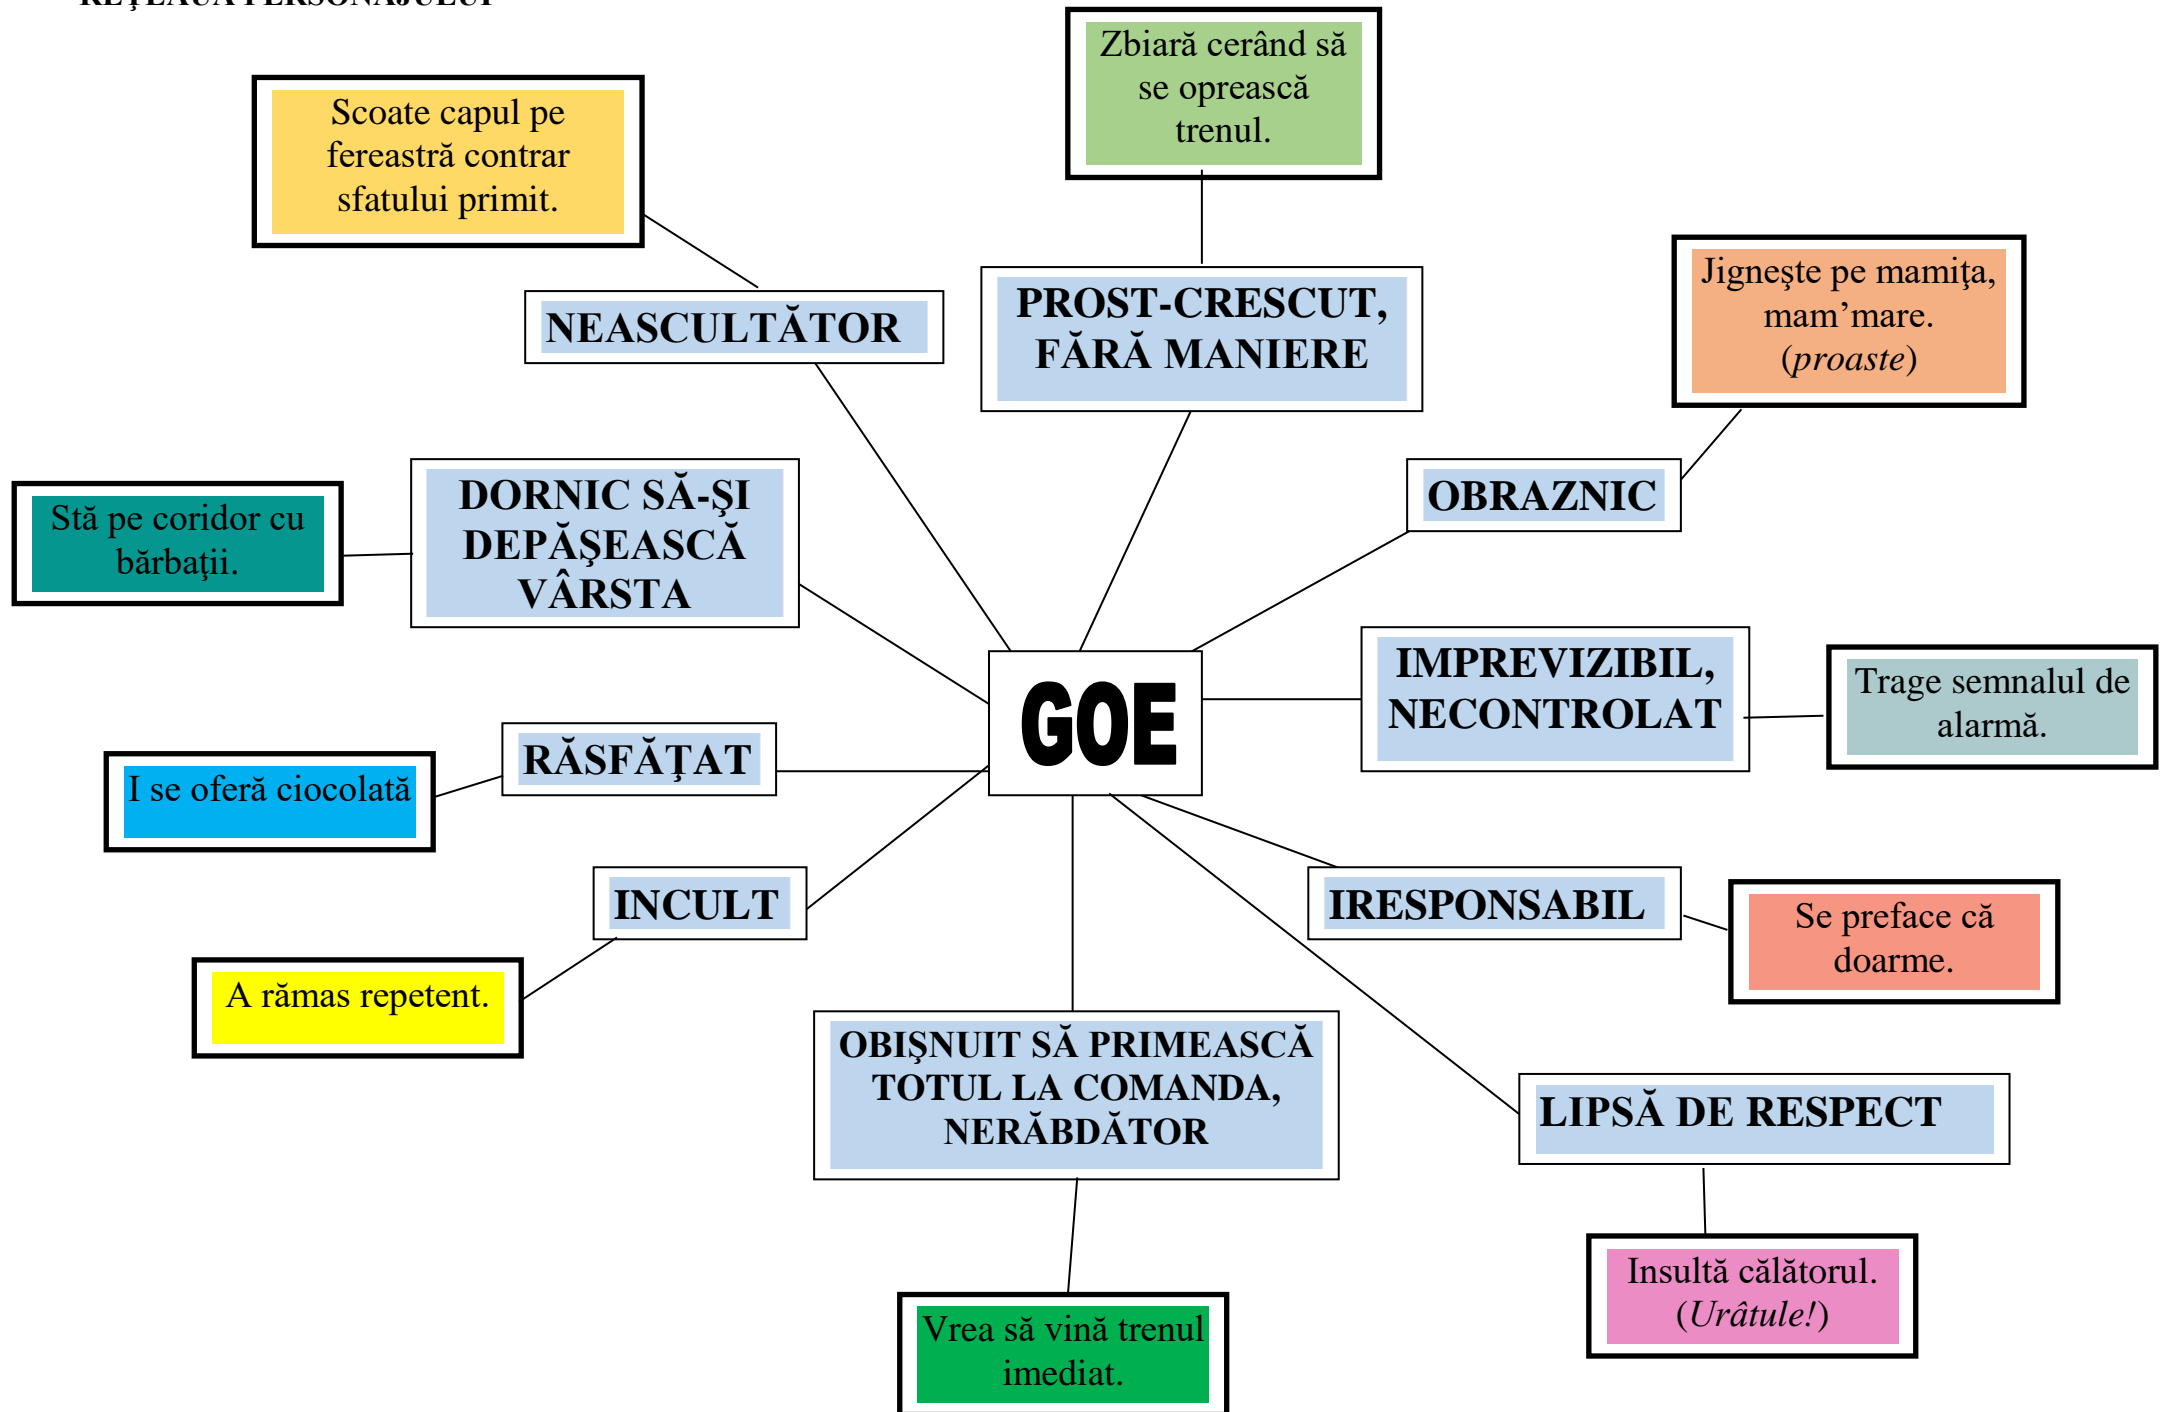 REŢEAUA PERSONAJULUI
Zbiară cerând să
se oprească
trenul.
Scoate capul pe
fereastră contrar
sfatului primit.
Jigneşte pe mamiţa,
mam’mare.
(proaste)
PROST-CRESCUT,
FĂRĂ MANIERE
NEASCULTĂTOR
DORNIC SĂ-ŞI
DEPĂŞEASCĂ
VÂRSTA
OBRAZNIC
Stă pe coridor cu
bărbaţii.
IMPREVIZIBIL,
NECONTROLAT
Trage semnalul de
alarmă.
GOE
RĂSFĂŢAT
I se oferă ciocolată
INCULT
IRESPONSABIL
Se preface că
doarme.
A rămas repetent.
OBIŞNUIT SĂ PRIMEASCĂ
TOTUL LA COMANDA,
NERĂBDĂTOR
LIPSĂ DE RESPECT
Insultă călătorul.
(Urâtule!)
Vrea să vină trenul
imediat.